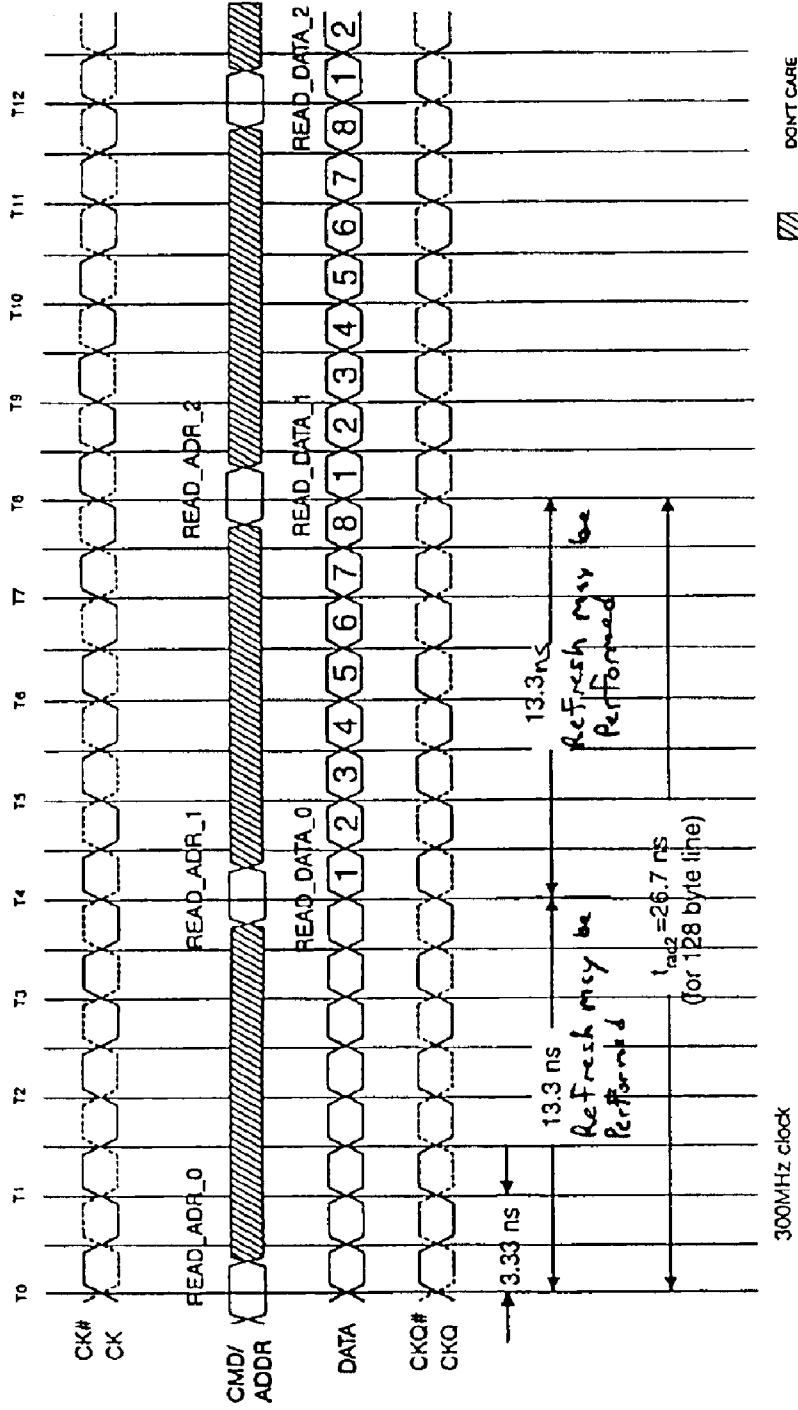 T0 T1 T2 T3 T4 T5 T6 T7 T8 T9 T10 T11 T12
CK#
CK
READ_ADR_0 READ_ADR_1 READ_ADR_2
CMD/
ADDR
READ_DATA_0 READ_DATA_1 READ_DATA_2
DATA 1 2 3 4 5 6 7 8 1 2 3 4 5 6 7 8 1 2
CKQ#
CKQ
3.33 ns
13.3 ns
Refresh may be
Performed
13.3ns
Refresh may be
Performed
trad2 =26.7 ns
(for 128 byte line)
300MHz clock
DON'T CARE